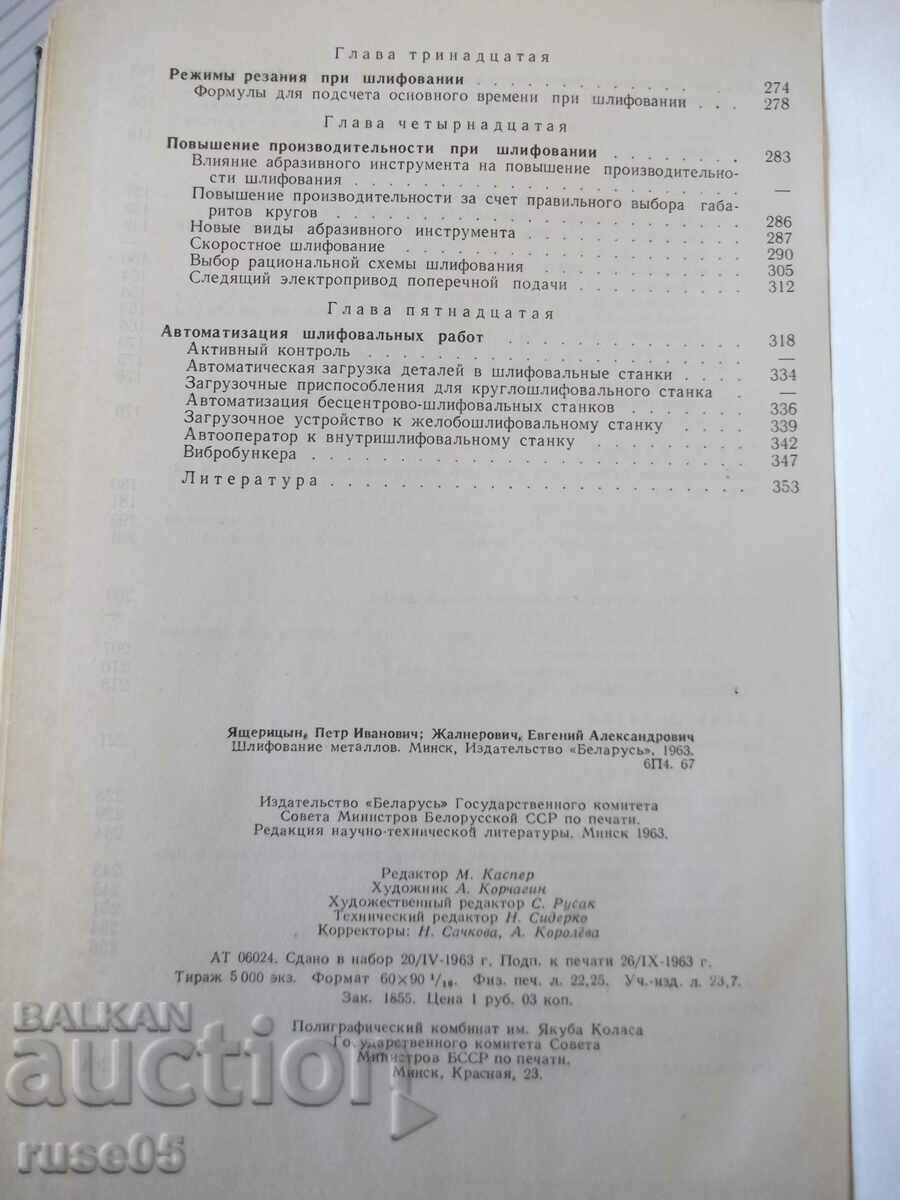 Глава тринадцатая
Режимы резания при шлифовании . . . . . . . . . . . . 274
Формулы для подсчета основного времени при шлифовании . . . 278
Глава четырнадцатая
Повышение производительности при шлифовании . . . . . . . . 283
Влияние абразивного инструмента на повышение производительно-
сти шлифования . . . . . . . . . . . . . . . . . . . . —
Повышение производительности за счет правильного выбора габа-
ритов кругов . . . . . . . . . . . . . . . . . . . . . 286
Новые виды абразивного инструмента . . . . . . . . . . . . 287
Скоростное шлифование . . . . . . . . . . . . . . . . . 290
Выбор рациональной схемы шлифования . . . . . . . . . . . 305
Следящий электропривод поперечной подачи . . . . . . . . . 312
Глава пятнадцатая
Автоматизация шлифовальных работ . . . . . . . . . . . . 318
Активный контроль . . . . . . . . . . . . . . . . . . . —
Автоматическая загрузка деталей в шлифовальные станки . . . . 334
Загрузочные приспособления для круглошлифовального станка . —
Автоматизация бесцентрово-шлифовальных станков . . . . . . 336
Загрузочное устройство к желобошлифовальному станку . . . . 339
Автооператор к внутришлифовальному станку . . . . . . . . 342
Вибробункера . . . . . . . . . . . . . . . . . . . . . 347
Литература . . . . . . . . . . . . . . . . . . . . . 353
Ящерицын, Петр Иванович; Жалнерович, Евгений Александрович
Шлифование металлов. Минск, Издательство «Беларусь», 1963.
6П4. 67
Издательство «Беларусь» Государственного комитета
Совета Министров Белорусской ССР по печати.
Редакция научно-технической литературы. Минск 1963.
Редактор М. Каспер
Художник А. Корчагин
Художественный редактор С. Русак
Технический редактор Н. Сидерко
Корректоры: Н. Сачкова, А. Королёва
АТ 06024. Сдано в набор 20/IV-1963 г. Подп. к печати 26/IX-1963 г.
Тираж 5 000 экз. Формат 60×90 1/16. Физ. печ. л. 22,25. Уч.-изд. л. 23,7.
Зак. 1855. Цена 1 руб. 03 коп.
Полиграфический комбинат им. Якуба Коласа
Государственного комитета Совета
Министров БССР по печати.
Минск, Красная, 23.
BALKAN
auction
ruse05